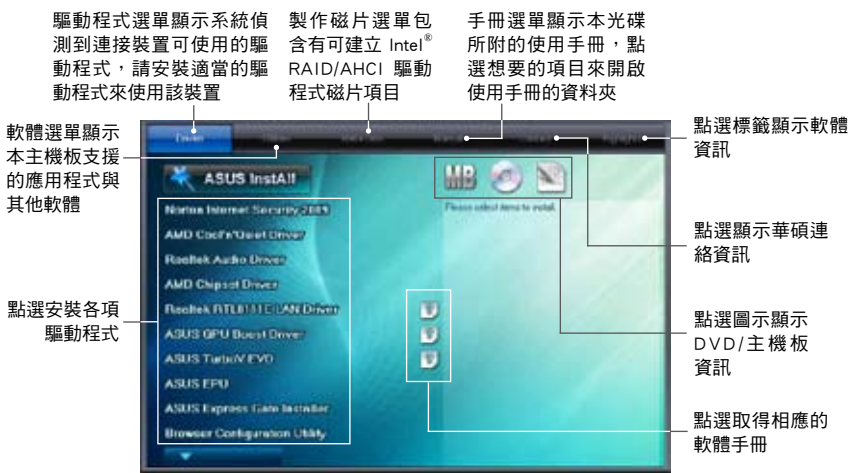 驅動程式選單顯示系統偵
測到連接裝置可使用的驅
動程式，請安裝適當的驅
動程式來使用該裝置
製作磁片選單包
含有可建立 Intel®
RAID/AHCI 驅動
程式磁片項目
手冊選單顯示本光碟
所附的使用手冊，點
選想要的項目來開啟
使用手冊的資料夾
軟體選單顯示
本主機板支援
的應用程式與
其他軟體
點選安裝各項
驅動程式
Drivers
ASUS InstAll
Norton Internet Security 2009
AMD Cool'n'Quiet Driver
Realtek Audio Driver
AMD Chipset Driver
Realtek RTL8111E LAN Driver
ASUS GPU Boost Driver
ASUS TurboV EVO
ASUS EPU
ASUS Express Gate Installer
Browser Configuration Utility
MB
Please select items to install.
點選標籤顯示軟體
資訊
點選顯示華碩連
絡資訊
點選圖示顯示
DVD/主機板
資訊
點選取得相應的
軟體手冊